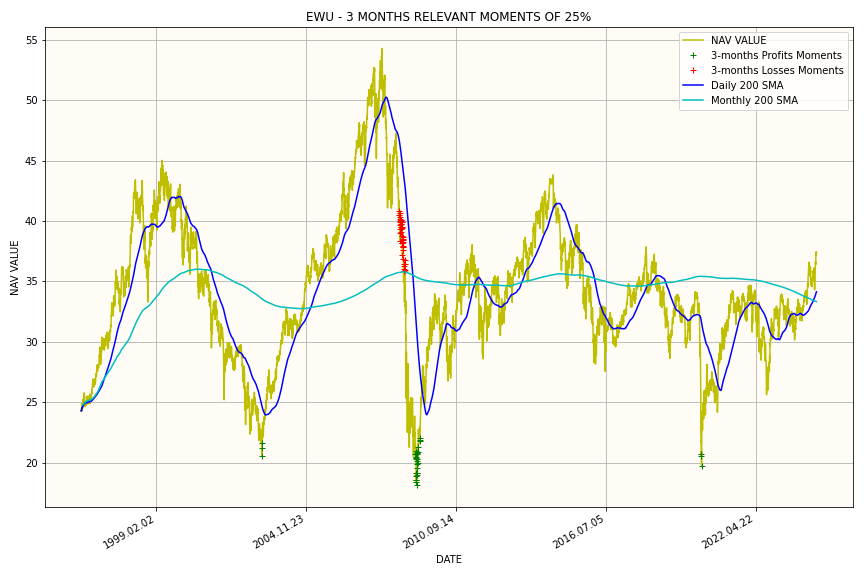 EWU - 3 MONTHS RELEVANT MOMENTS OF 25%
NAV VALUE
3-months Profits Moments
3-months Losses Moments
Daily 200 SMA
Monthly 200 SMA
NAV VALUE
55
50
45
40
35
30
25
20
1999.02.02
2004.11.23
2010.09.14
2016.07.05
2022.04.22
DATE